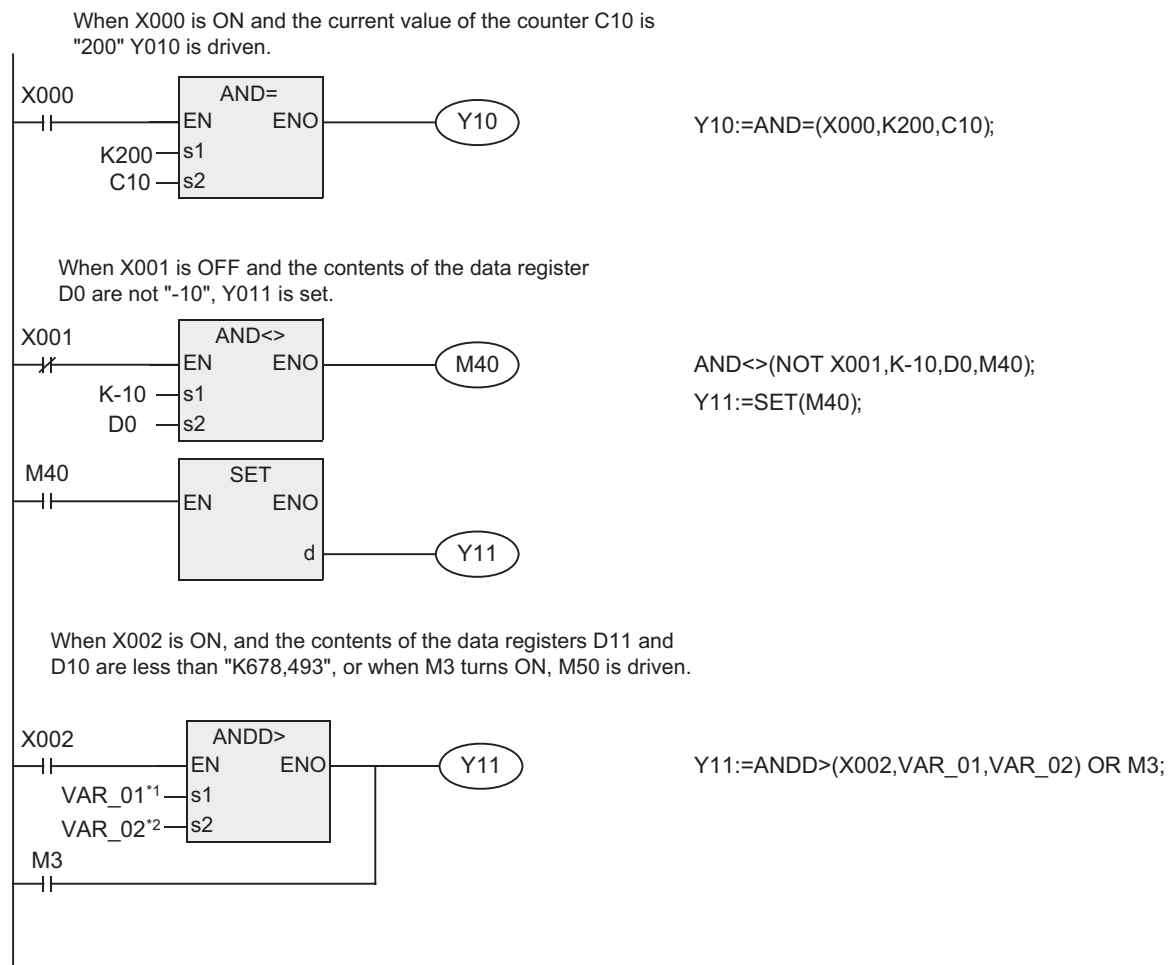 When X000 is ON and the current value of the counter C10 is
"200" Y010 is driven.
X000
AND=
EN ENO
Y10
Y10:=AND=(X000,K200,C10);
K200 s1
C10 s2
When X001 is OFF and the contents of the data register
D0 are not "-10", Y011 is set.
X001
AND<>
EN ENO
M40
AND<>(NOT X001,K-10,D0,M40);
K-10 s1
Y11:=SET(M40);
D0 s2
M40
SET
EN ENO
d
Y11
When X002 is ON, and the contents of the data registers D11 and
D10 are less than "K678,493", or when M3 turns ON, M50 is driven.
X002
ANDD>
EN ENO
Y11
Y11:=ANDD>(X002,VAR_01,VAR_02) OR M3;
VAR_01*1 s1
VAR_02*2 s2
M3